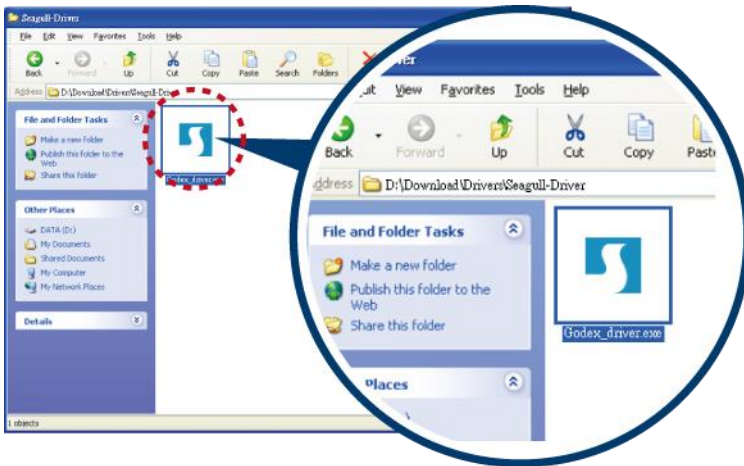 Seagull-Driver
File Edit View Favorites Tools Help
Back Forward Up Cut Copy Paste Search Folders
Address D:\Download\Drivers\Seagull-Driver
File and Folder Tasks
Make a new folder
Publish this folder to the
Web
Share this folder
Godex_driver.exe
Other Places
DATA (D:)
My Documents
Shared Documents
My Computer
My Network Places
Details
1 objects
View Favorites Tools Help
Back Forward Up Cut Copy
ddress D:\Download\Drivers\Seagull-Driver
File and Folder Tasks
Make a new folder
Publish this folder to the
Web
Share this folder
Godex_driver.exe
Places